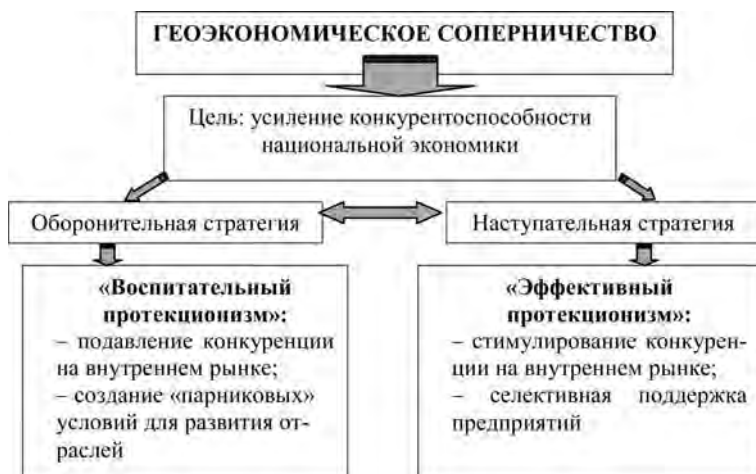 ГЕОЭКОНОМИЧЕСКОЕ СОПЕРНИЧЕСТВО
Цель: усиление конкурентоспособности
национальной экономики
Оборонительная стратегия
Наступательная стратегия
«Воспитательный
протекционизм»:
– подавление конкуренции
на внутреннем рынке;
– создание «парниковых»
условий для развития от-
раслей
«Эффективный
протекционизм»:
– стимулирование конкурен-
ции на внутреннем рынке;
– селективная поддержка
предприятий